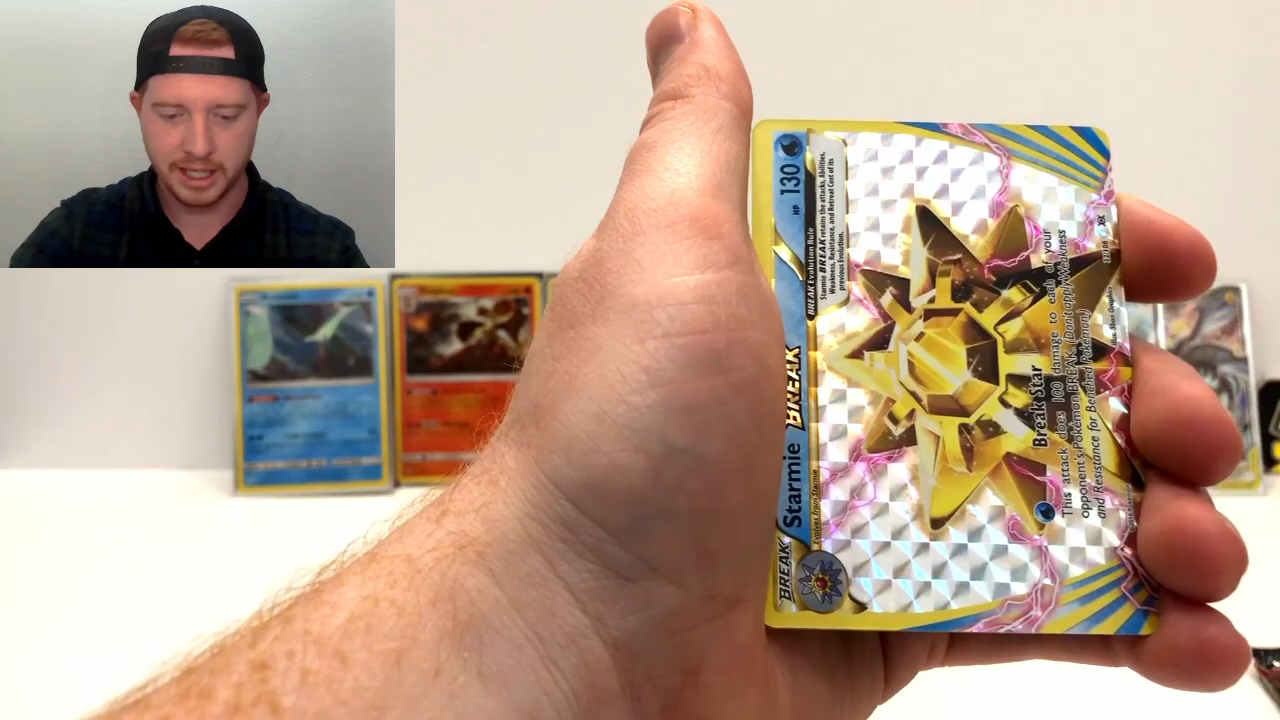 BREAK
Starmie BREAK HP 130
Evolves from Starmie
BREAK Evolution Rule
Starmie BREAK retains the attacks, Abilities,
Weakness, Resistance, and Retreat Cost of its
previous Evolution.
Break Star
This attack does 100 damage to each of your
opponent's Pokémon BREAK. (Don't apply Weakness
and Resistance for Benched Pokémon.)